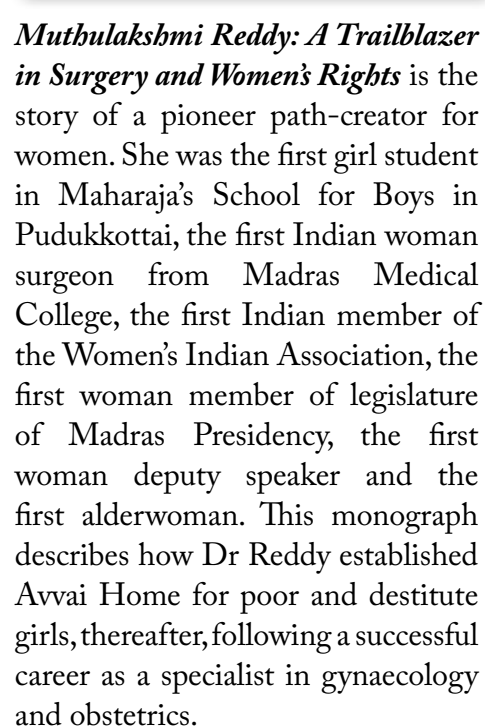 Muthulakshmi Reddy: A Trailblazer
in Surgery and Women's Rights is the
story of a pioneer path-creator for
women. She was the first girl student
in Maharaja's School for Boys in
Pudukkottai, the first Indian woman
surgeon from Madras Medical
College, the first Indian member of
the Women's Indian Association, the
first woman member of legislature
of Madras Presidency, the first
woman deputy speaker and the
first alderwoman. This monograph
describes how Dr Reddy established
Avvai Home for poor and destitute
girls, thereafter, following a successful
career as a specialist in gynaecology
and obstetrics.